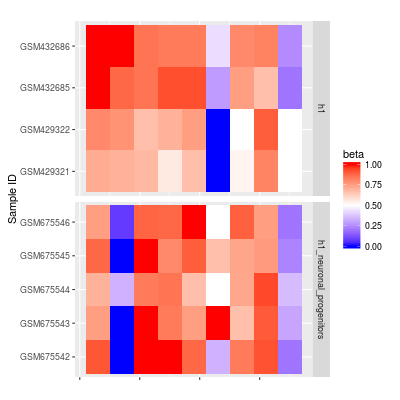 GSM432686
GSM432685
GSM429322
GSM429321
h1
GSM675546
GSM675545
GSM675544
GSM675543
GSM675542
h1_neuronal_progenitors
Sample ID
beta
1.00
0.75
0.50
0.25
0.00